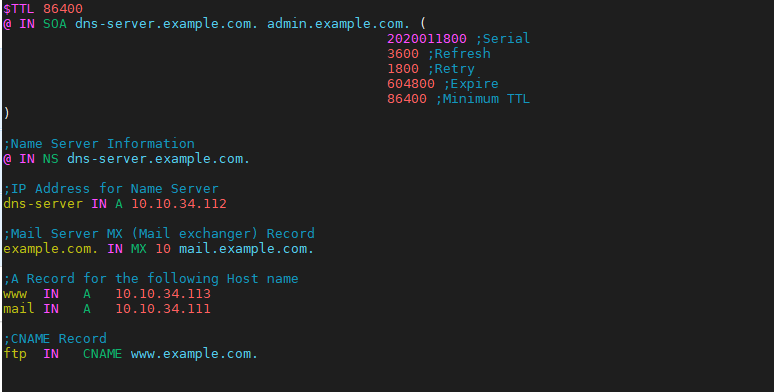 $TTL 86400
@ IN SOA dns-server.example.com. admin.example.com. (
2020011800 ;Serial
3600 ;Refresh
1800 ;Retry
604800 ;Expire
86400 ;Minimum TTL
)
;Name Server Information
@ IN NS dns-server.example.com.
;IP Address for Name Server
dns-server IN A 10.10.34.112
;Mail Server MX (Mail exchanger) Record
example.com. IN MX 10 mail.example.com.
;A Record for the following Host name
www IN A 10.10.34.113
mail IN A 10.10.34.111
;CNAME Record
ftp IN CNAME www.example.com.